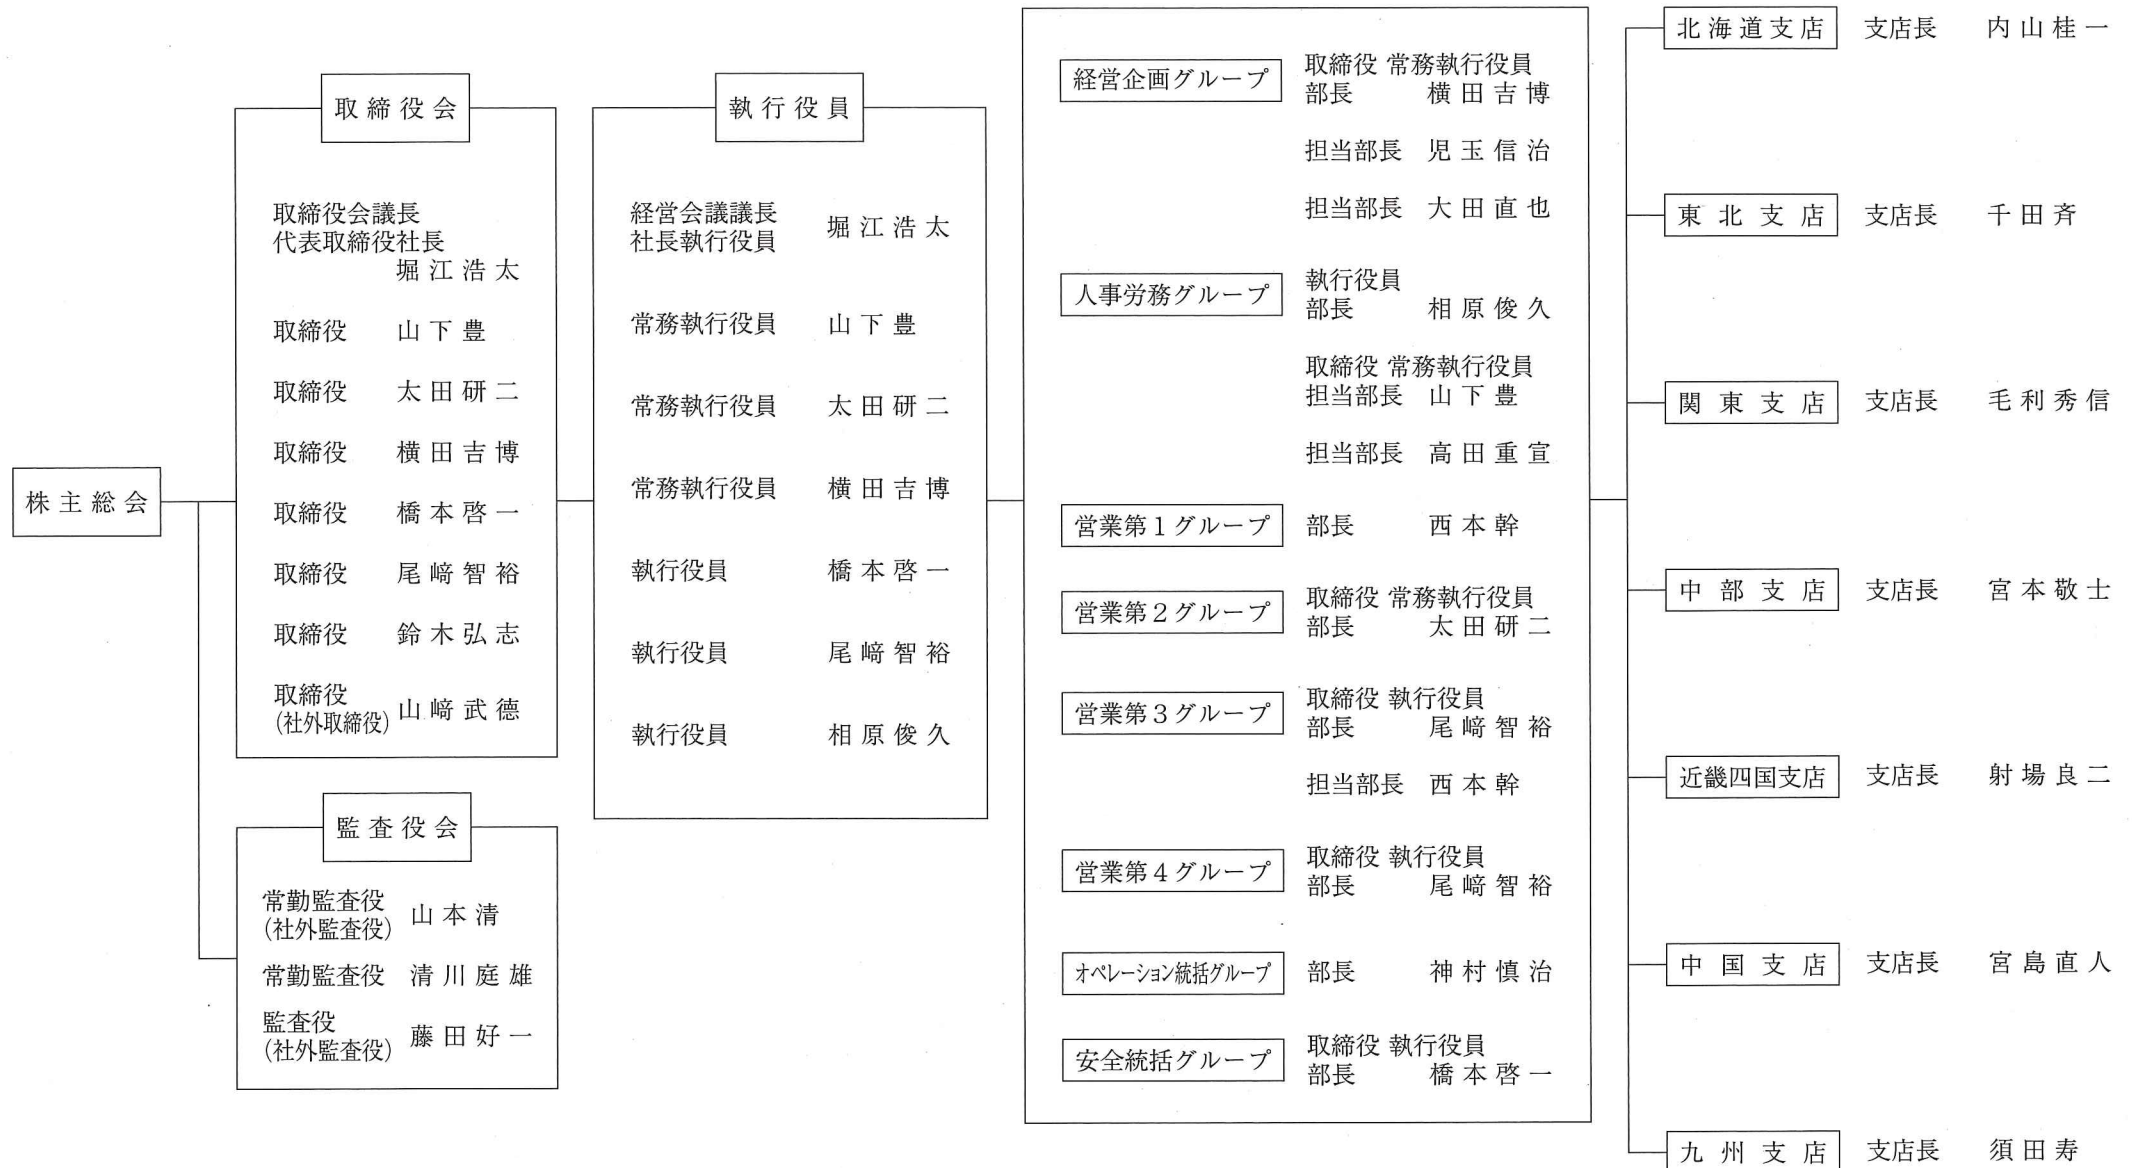 株主総会
取締役会
取締役会議長
代表取締役社長
堀江浩太
取締役 山下豊
取締役 太田研二
取締役 横田吉博
取締役 橋本啓一
取締役 尾﨑智裕
取締役 鈴木弘志
取締役
(社外取締役) 山﨑武德
監査役会
常勤監査役
(社外監査役) 山本清
常勤監査役 清川庭雄
監査役
(社外監査役) 藤田好一
執行役員
経営会議議長
社長執行役員 堀江浩太
常務執行役員 山下豊
常務執行役員 太田研二
常務執行役員 横田吉博
執行役員 橋本啓一
執行役員 尾﨑智裕
執行役員 相原俊久
経営企画グループ
取締役 常務執行役員
部長 横田吉博
担当部長 児玉信治
担当部長 大田直也
人事労務グループ
執行役員
部長 相原俊久
取締役 常務執行役員
担当部長 山下豊
担当部長 高田重宣
営業第1グループ 部長 西本幹
営業第2グループ
取締役 常務執行役員
部長 太田研二
営業第3グループ
取締役 執行役員
部長 尾﨑智裕
担当部長 西本幹
営業第4グループ
取締役 執行役員
部長 尾﨑智裕
オペレーション統括グループ 部長 神村慎治
安全統括グループ
取締役 執行役員
部長 橋本啓一
北海道支店 支店長 内山桂一
東北支店 支店長 千田斉
関東支店 支店長 毛利秀信
中部支店 支店長 宮本敬士
近畿四国支店 支店長 射場良二
中国支店 支店長 宮島直人
九州支店 支店長 須田寿